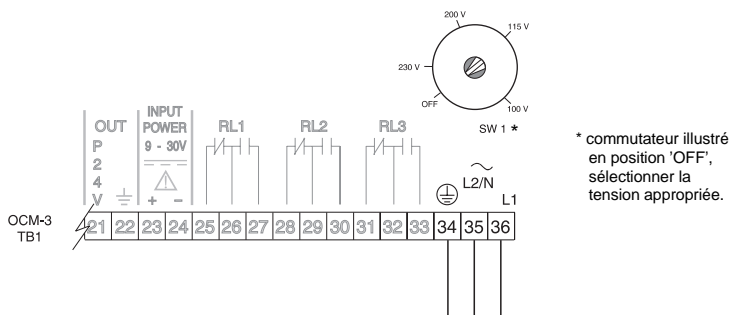 200 V
115 V
230 V
OFF
100 V
SW 1 *
* commutateur illustré
en position 'OFF',
sélectionner la
tension appropriée.
OUT
P
2
4
V
INPUT
POWER
9 - 30V
+ -
RL1
RL2
RL3
L2/N
L1
OCM-3
TB1
21 22 23 24 25 26 27 28 29 30 31 32 33 34 35 36